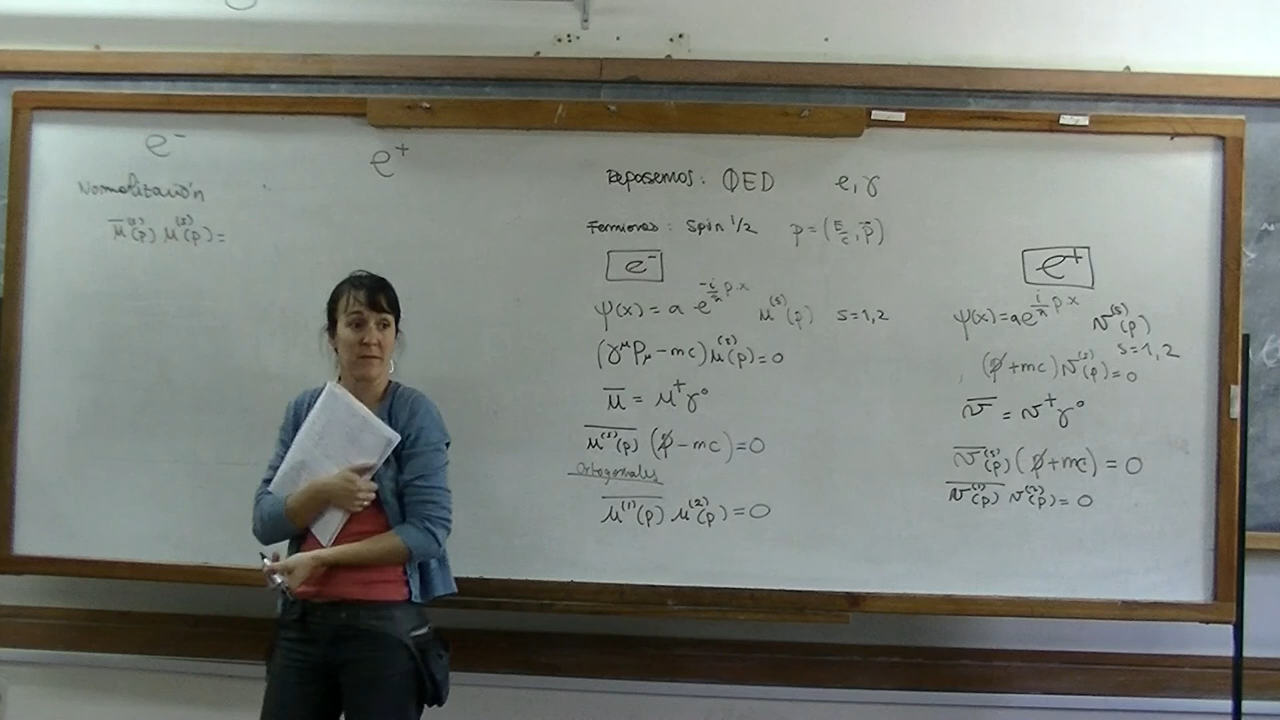 e⁻
e⁺
Normalización
ū⁽ˢ⁾(p) u⁽ˢ⁾(p) =
Repasemos: QED e, γ
Fermiones: spin 1/2 p = (E/c, p⃗)
e⁻
ψ(x) = a e^{-i/ħ p·x} u⁽ˢ⁾(p) s=1,2
(γ^μ p_μ − mc) u⁽ˢ⁾(p) = 0
ū = u⁺γ⁰
ū⁽ˢ⁾(p) (p̸ − mc) = 0
Ortogonales
ū⁽¹⁾(p) u⁽²⁾(p) = 0
e⁺
ψ(x) = a e^{i/ħ p·x} v⁽ˢ⁾(p)
s=1,2
(p̸ + mc) v⁽ˢ⁾(p) = 0
v̄ = v⁺γ⁰
v̄⁽ˢ⁾(p) (p̸ + mc) = 0
v̄⁽¹⁾(p) v⁽²⁾(p) = 0